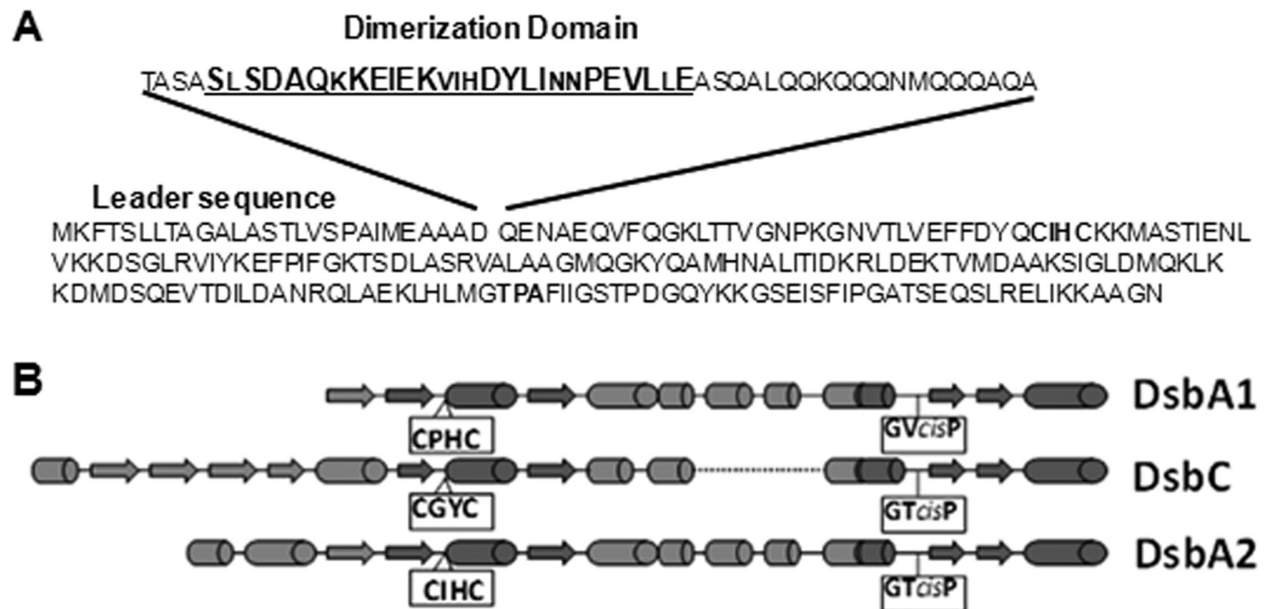 A
Dimerization Domain
TASASLSDAQKKEIEKVIHDYLINNPEVLLEASQALQQKQQQNMQQQAQA
Leader sequence
MKFTSLLTAGALASTLVSPAIMEAAAD QENAEQVFQGKLTTVGNPKGNVTLVEFFDYQCIHCKKMASTIENL
VKKDSGLRVIYKEFPIFGKTSDLASRVALAAGMQGKYQAMHNALITIDKRLDEKTVMDAAKSIGLDMQKLK
KDMDSQEVTDILDANRQLAEKLHLMGTPAFIIGSTPDGQYKKGSEISFIPGATSEQSLRELIKKAAGN
B
DsbA1
CPHC
GVcisP
DsbC
CGYC
GTcisP
DsbA2
CIHC
GTcisP